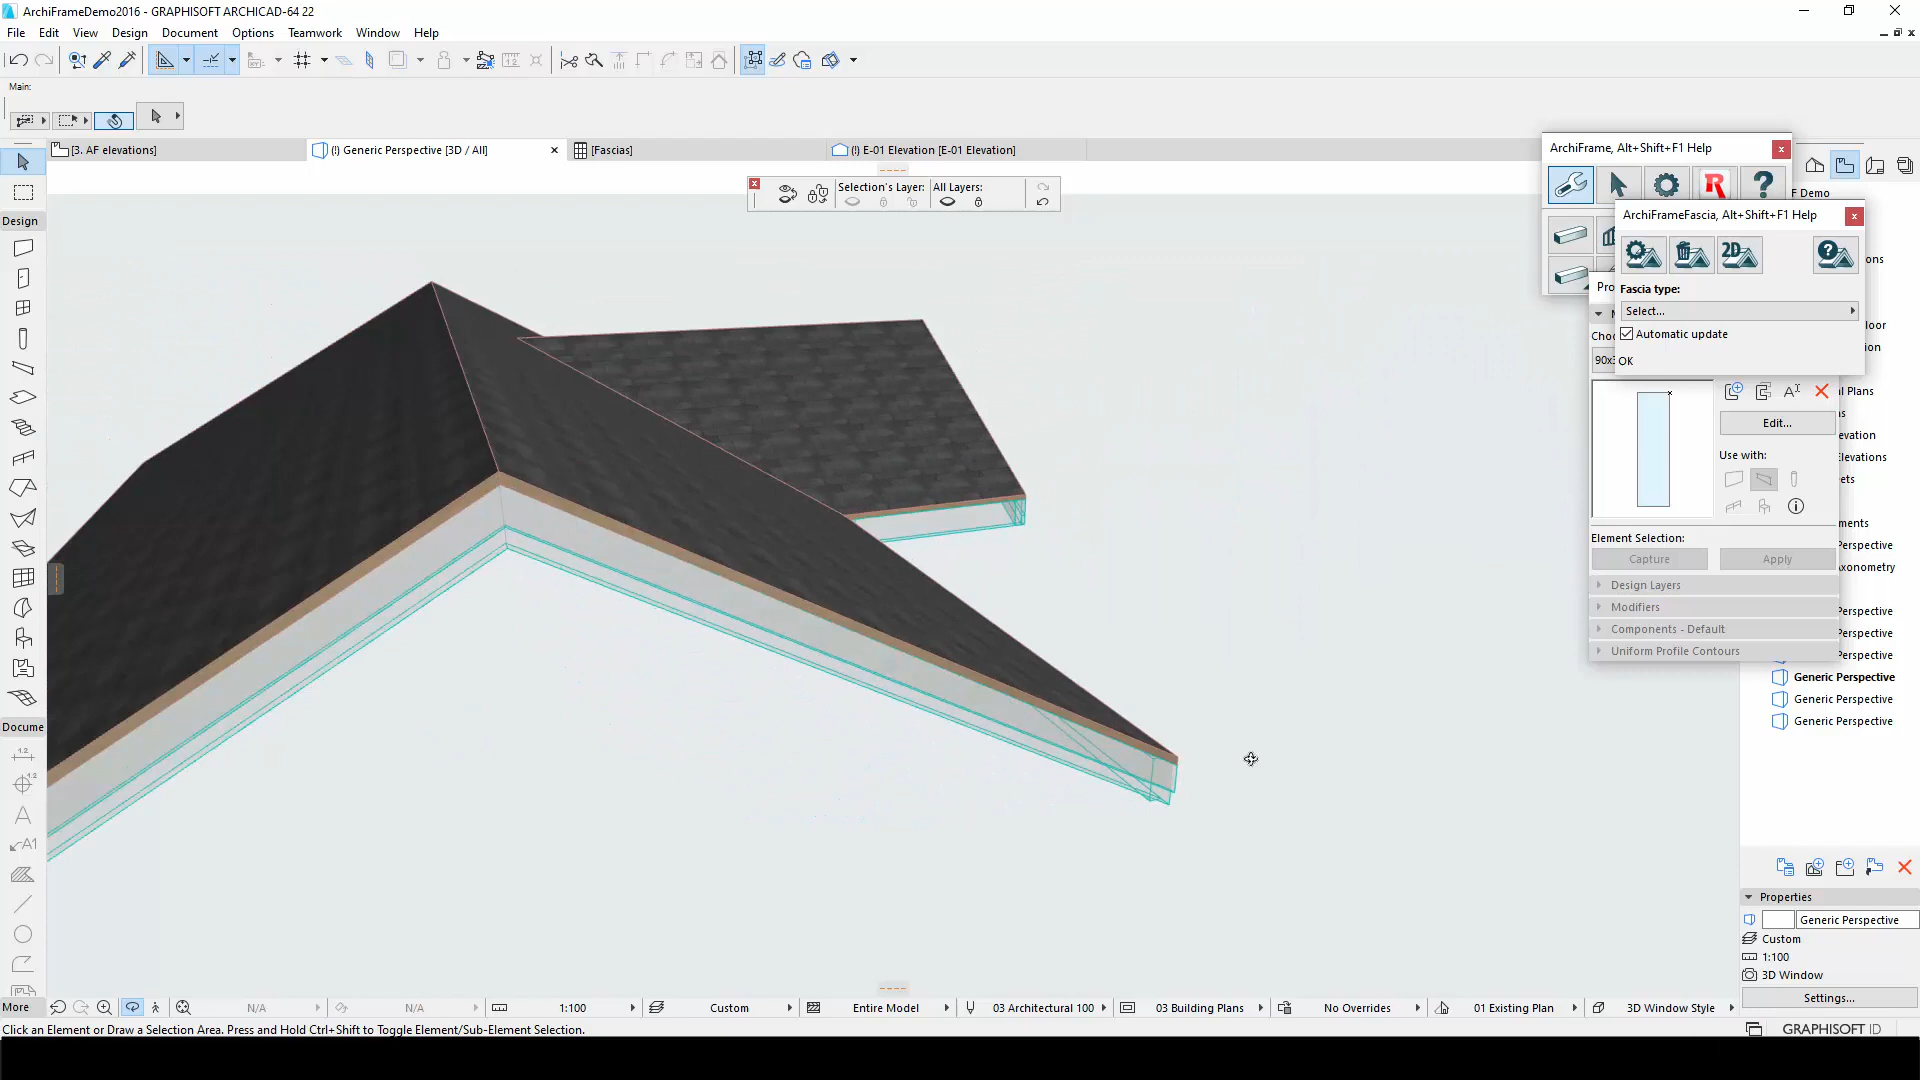 ArchiFrameDemo2016 - GRAPHISOFT ARCHICAD-64 22
File Edit View Design Document Options Teamwork Window Help
Main:
[3. AF elevations]
(!) Generic Perspective [3D / All]
[Fascias]
(!) E-01 Elevation [E-01 Elevation]
Selection's Layer:
All Layers:
ArchiFrame, Alt+Shift+F1 Help
F Demo
ArchiFrameFascia, Alt+Shift+F1 Help
2D
Fascia type:
Select...
Automatic update
OK
Edit...
Use with:
Element Selection:
Capture
Apply
Design Layers
Modifiers
Components - Default
Uniform Profile Contours
Generic Perspective
Generic Perspective
Generic Perspective
Design
Docume
More
Properties
Generic Perspective
Custom
1:100
3D Window
Settings...
N/A
N/A
1:100
Custom
Entire Model
03 Architectural 100
03 Building Plans
No Overrides
01 Existing Plan
3D Window Style
Click an Element or Draw a Selection Area. Press and Hold Ctrl+Shift to Toggle Element/Sub-Element Selection.
GRAPHISOFT ID